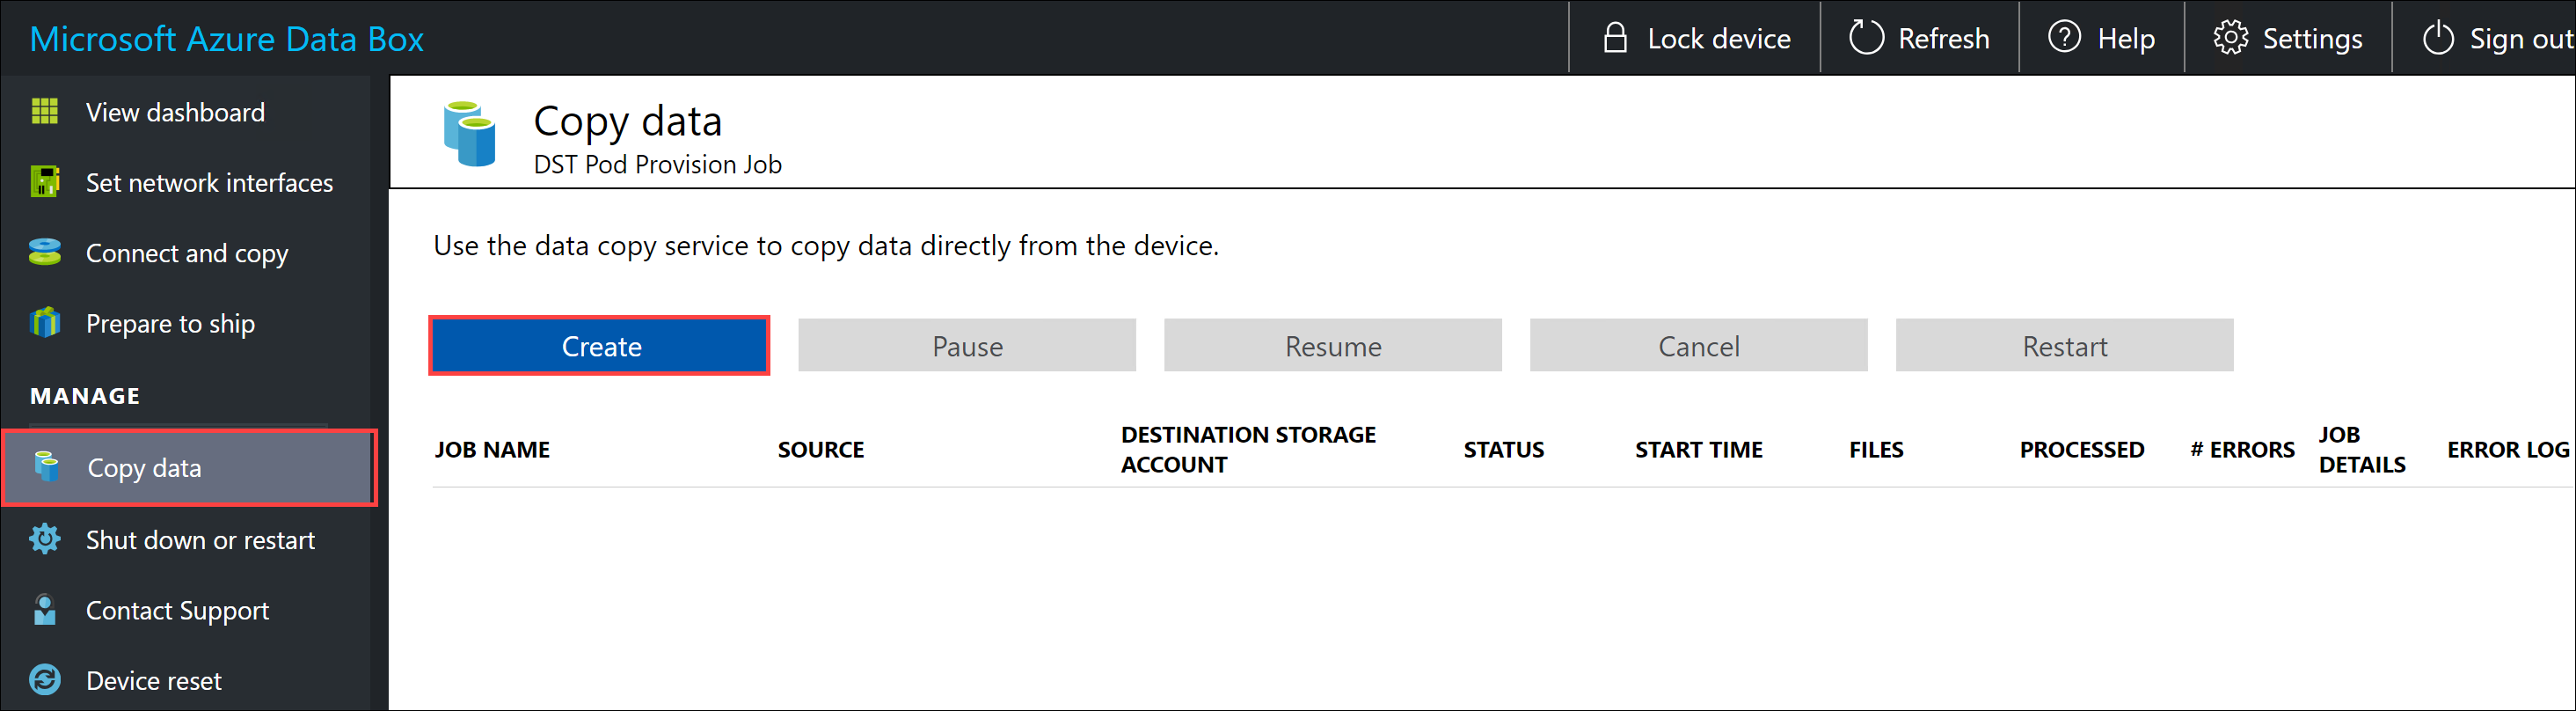 Microsoft Azure Data Box
Lock device
Refresh
Help
Settings
Sign out
View dashboard
Set network interfaces
Connect and copy
Prepare to ship
MANAGE
Copy data
Shut down or restart
Contact Support
Device reset
Copy data
DST Pod Provision Job
Use the data copy service to copy data directly from the device.
Create
Pause
Resume
Cancel
Restart
JOB NAME
SOURCE
DESTINATION STORAGE
ACCOUNT
STATUS
START TIME
FILES
PROCESSED
# ERRORS
JOB
DETAILS
ERROR LOG